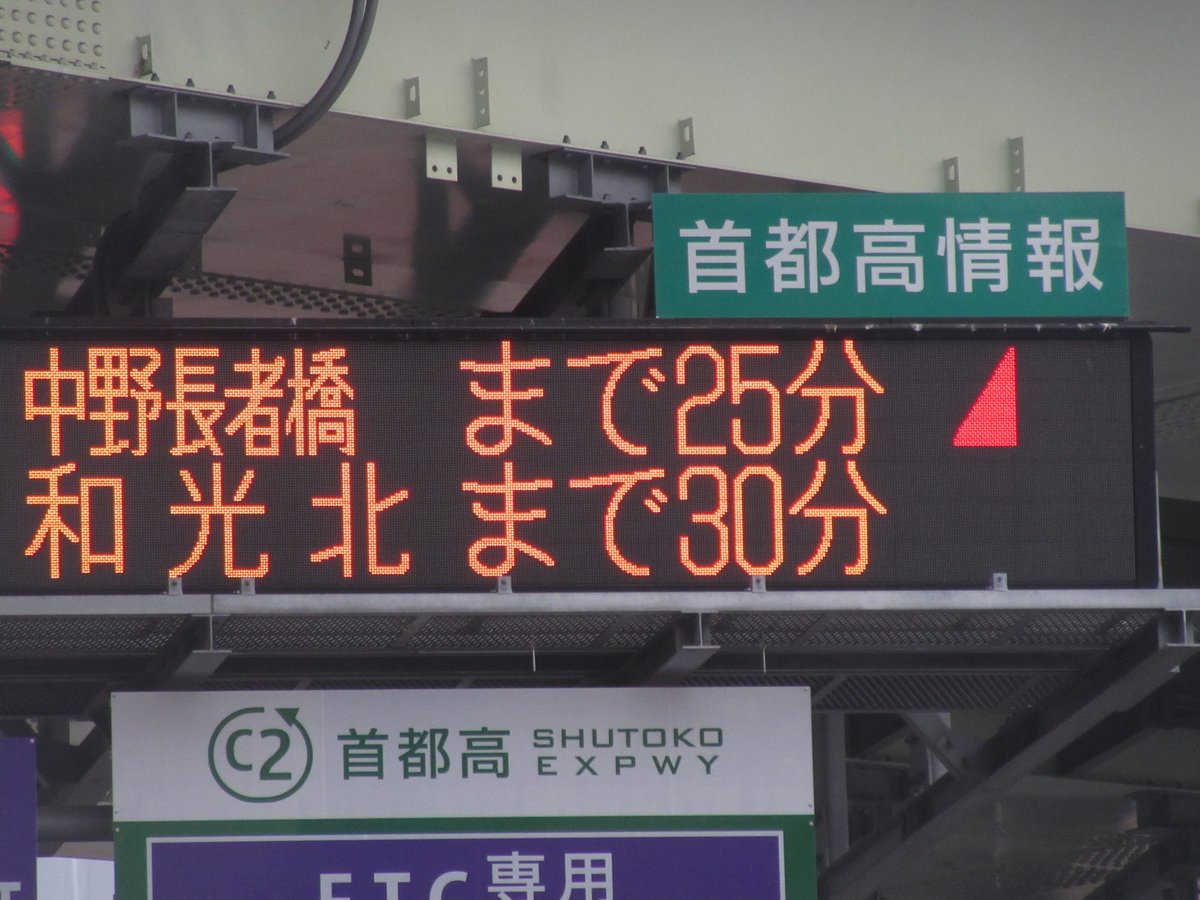 首都高情報
中野長者橋 まで25分
和光北 まで30分
C2 首都高 SHUTOKO
EXPWY
ETC専用